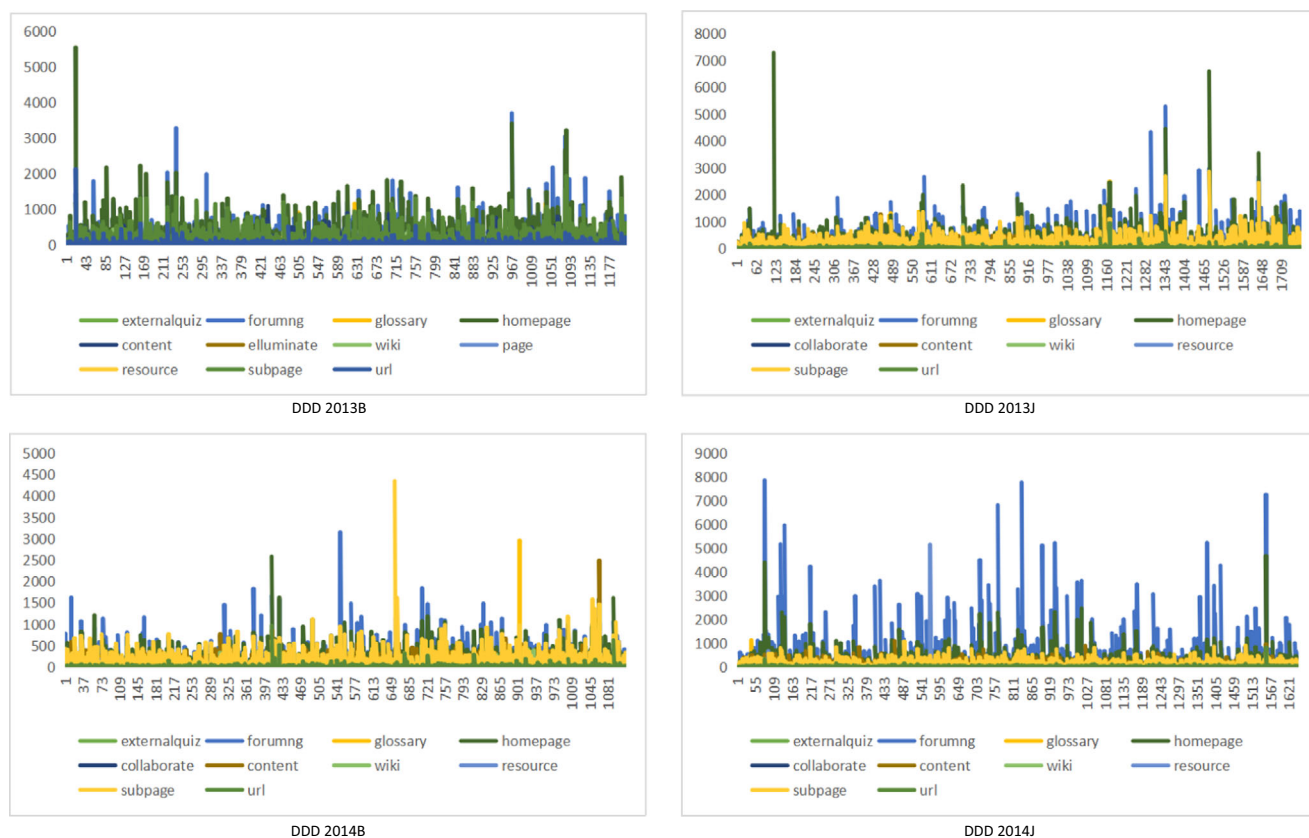 6000
5000
4000
3000
2000
1000
0
1 43 85 127 169 211 253 295 337 379 421 463 505 547 589 631 673 715 757 799 841 883 925 967 1009 1051 1093 1135 1177
externalquiz forumng glossary homepage
content elluminate wiki page
resource subpage url
DDD 2013B
8000
7000
6000
5000
4000
3000
2000
1000
0
1 62 123 184 245 306 367 428 489 550 611 672 733 794 855 916 977 1038 1099 1160 1221 1282 1343 1404 1465 1526 1587 1648 1709
externalquiz forumng glossary homepage
collaborate content wiki resource
subpage url
DDD 2013J
5000
4500
4000
3500
3000
2500
2000
1500
1000
500
0
1 37 73 109 145 181 217 253 289 325 361 397 433 469 505 541 577 613 649 685 721 757 793 829 865 901 937 973 1009 1045 1081
externalquiz forumng glossary homepage
collaborate content wiki resource
subpage url
DDD 2014B
9000
8000
7000
6000
5000
4000
3000
2000
1000
0
1 55 109 163 217 271 325 379 433 487 541 595 649 703 757 811 865 919 973 1027 1081 1135 1189 1243 1297 1351 1405 1459 1513 1567 1621
externalquiz forumng glossary homepage
collaborate content wiki resource
subpage url
DDD 2014J